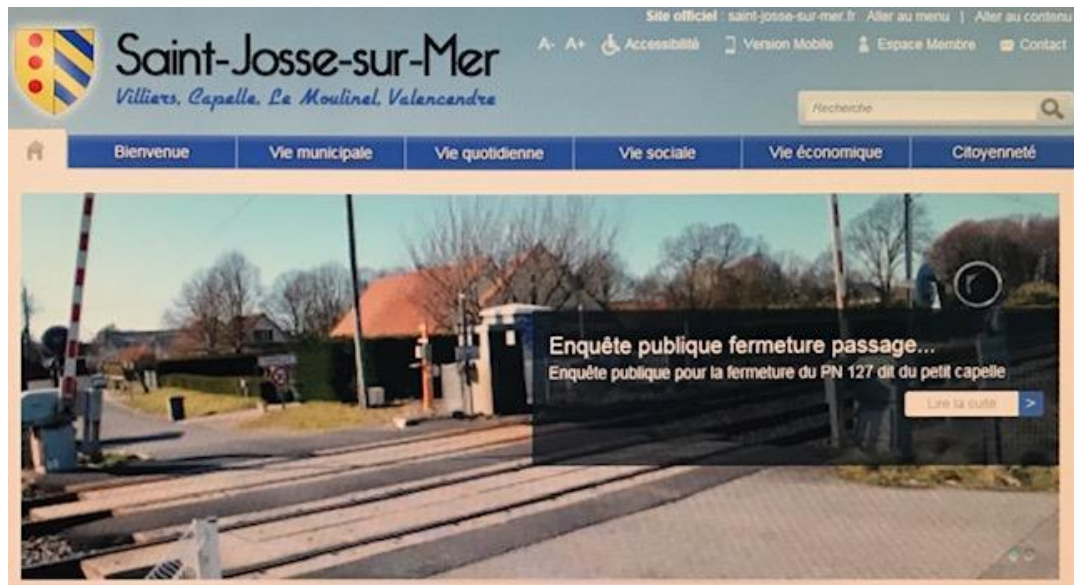 Site officiel : saint-josse-sur-mer.fr Aller au menu | Aller au contenu
A- A+ Accessibilité Version Mobile Espace Membre Contact
Saint-Josse-sur-Mer
Villiers, Capelle, Le Moulinel, Valencendre
Recherche
Bienvenue Vie municipale Vie quotidienne Vie sociale Vie économique Citoyenneté
Enquête publique fermeture passage...
Enquête publique pour la fermeture du PN 127 dit du petit capelle
Lire la suite >